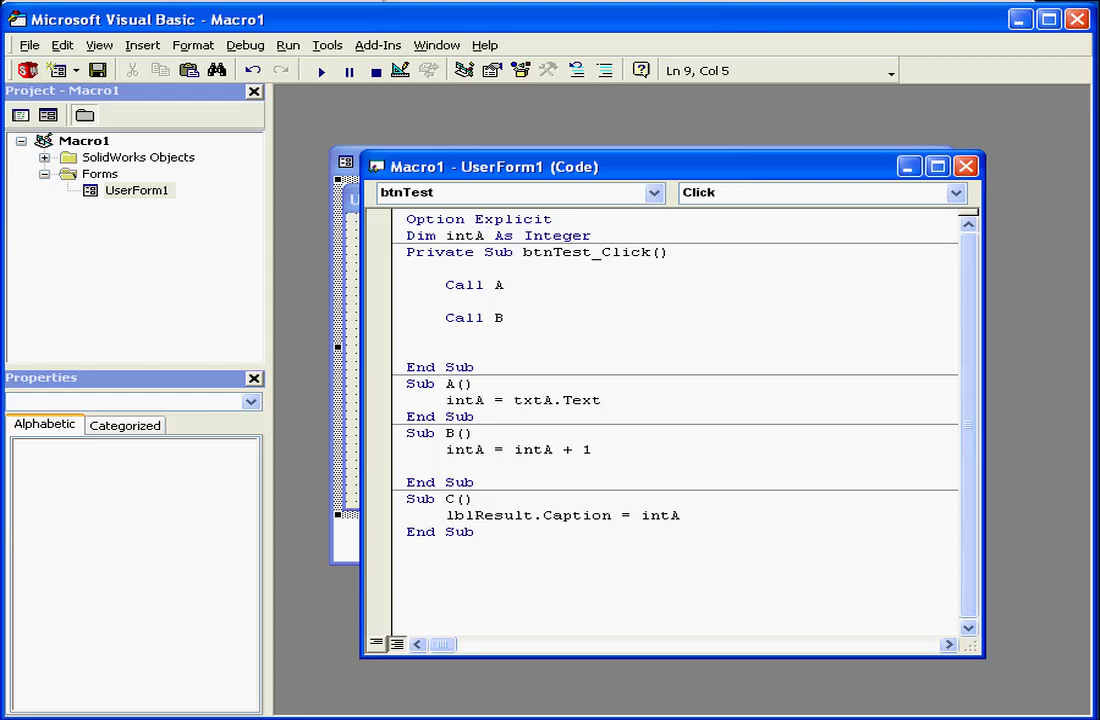 Microsoft Visual Basic - Macro1
File Edit View Insert Format Debug Run Tools Add-Ins Window Help
Ln 9, Col 5
Project - Macro1
Macro1
SolidWorks Objects
Forms
UserForm1
Properties
Alphabetic Categorized
U
Macro1 - UserForm1 (Code)
btnTest Click
Option Explicit
Dim intA As Integer
Private Sub btnTest_Click()
Call A
Call B
End Sub
Sub A()
intA = txtA.Text
End Sub
Sub B()
intA = intA + 1
End Sub
Sub C()
lblResult.Caption = intA
End Sub